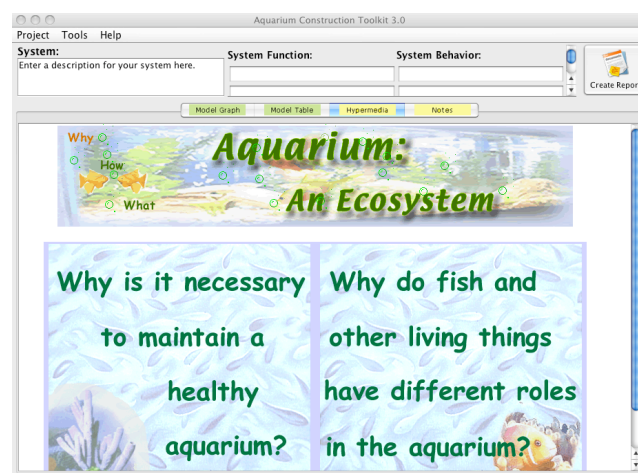 Aquarium Construction Toolkit 3.0
Project Tools Help
System:
System Function:
System Behavior:
Enter a description for your system here.
Create Repor
Model Graph
Model Table
Hypermedia
Notes
Why
How
What
Aquarium:
An Ecosystem
Why is it necessary
to maintain a
healthy
aquarium?
Why do fish and
other living things
have different roles
in the aquarium?